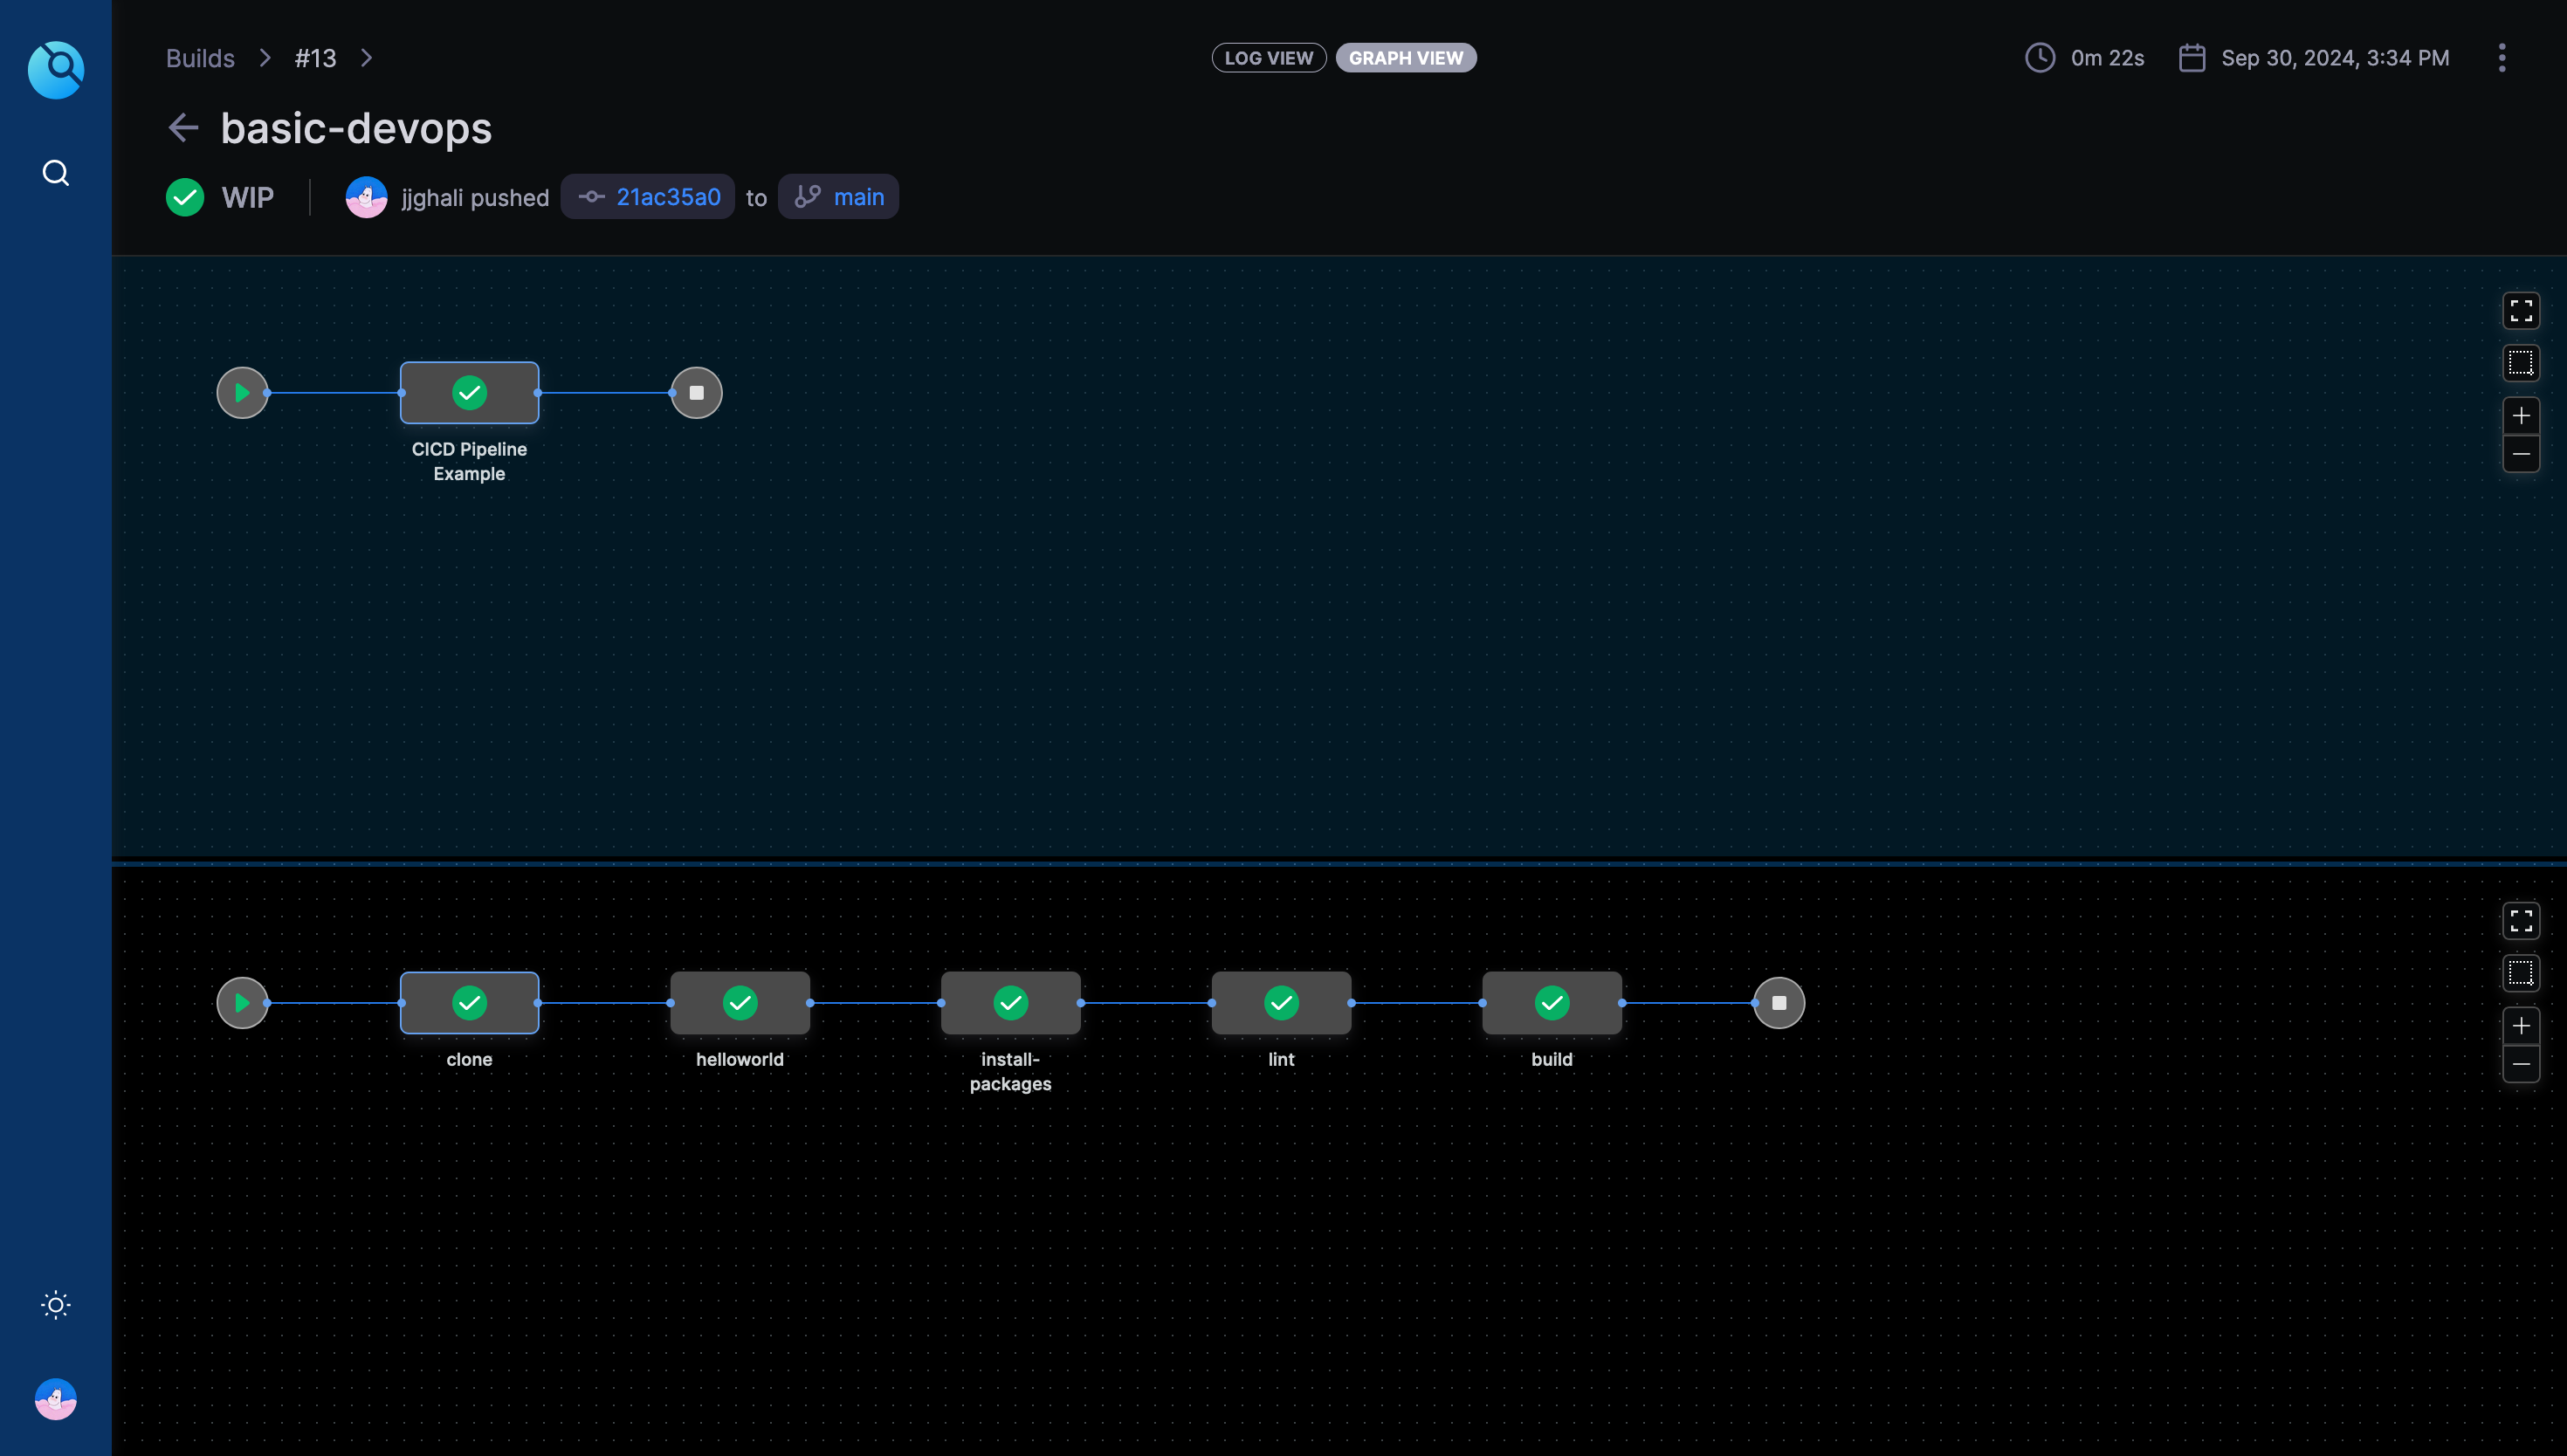 Builds > #13 >
LOG VIEW GRAPH VIEW
0m 22s Sep 30, 2024, 3:34 PM
basic-devops
WIP jjghali pushed 21ac35a0 to main
CICD Pipeline
Example
clone
helloworld
install-
packages
lint
build